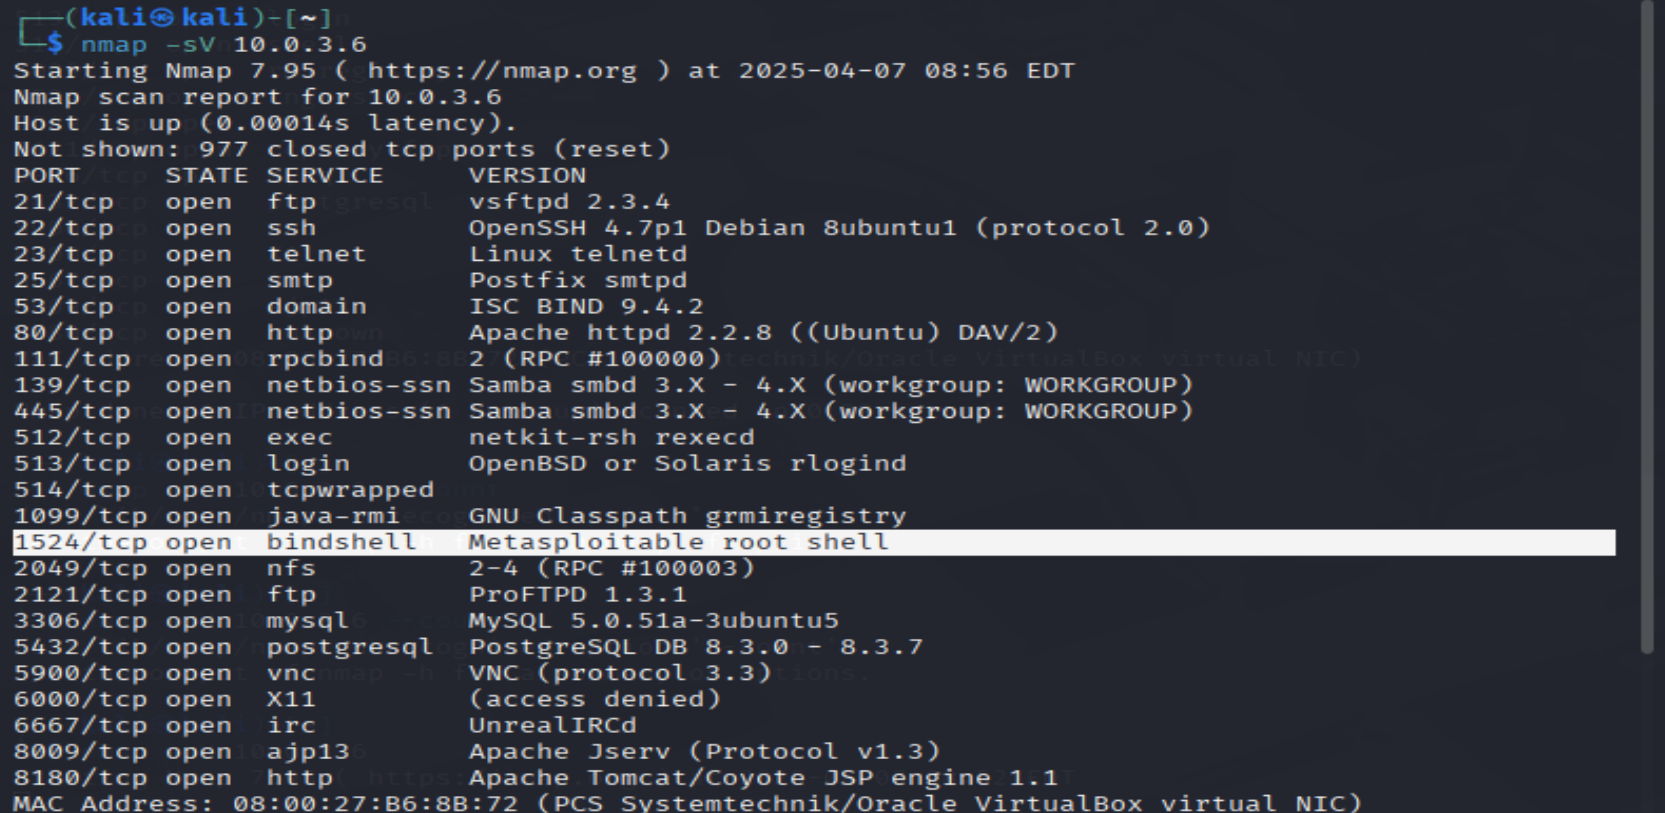 ┌──(kali㉿kali)-[~]
└─$ nmap -sV 10.0.3.6
Starting Nmap 7.95 ( https://nmap.org ) at 2025-04-07 08:56 EDT
Nmap scan report for 10.0.3.6
Host is up (0.00014s latency).
Not shown: 977 closed tcp ports (reset)
PORT     STATE SERVICE     VERSION
21/tcp   open  ftp         vsftpd 2.3.4
22/tcp   open  ssh         OpenSSH 4.7p1 Debian 8ubuntu1 (protocol 2.0)
23/tcp   open  telnet      Linux telnetd
25/tcp   open  smtp        Postfix smtpd
53/tcp   open  domain      ISC BIND 9.4.2
80/tcp   open  http        Apache httpd 2.2.8 ((Ubuntu) DAV/2)
111/tcp  open  rpcbind     2 (RPC #100000)
139/tcp  open  netbios-ssn Samba smbd 3.X - 4.X (workgroup: WORKGROUP)
445/tcp  open  netbios-ssn Samba smbd 3.X - 4.X (workgroup: WORKGROUP)
512/tcp  open  exec        netkit-rsh rexecd
513/tcp  open  login       OpenBSD or Solaris rlogind
514/tcp  open  tcpwrapped
1099/tcp open  java-rmi    GNU Classpath grmiregistry
1524/tcp open  bindshell   Metasploitable root shell
2049/tcp open  nfs         2-4 (RPC #100003)
2121/tcp open  ftp         ProFTPD 1.3.1
3306/tcp open  mysql       MySQL 5.0.51a-3ubuntu5
5432/tcp open  postgresql  PostgreSQL DB 8.3.0 - 8.3.7
5900/tcp open  vnc         VNC (protocol 3.3)
6000/tcp open  X11         (access denied)
6667/tcp open  irc         UnrealIRCd
8009/tcp open  ajp13       Apache Jserv (Protocol v1.3)
8180/tcp open  http        Apache Tomcat/Coyote JSP engine 1.1
MAC Address: 08:00:27:B6:8B:72 (PCS Systemtechnik/Oracle VirtualBox virtual NIC)